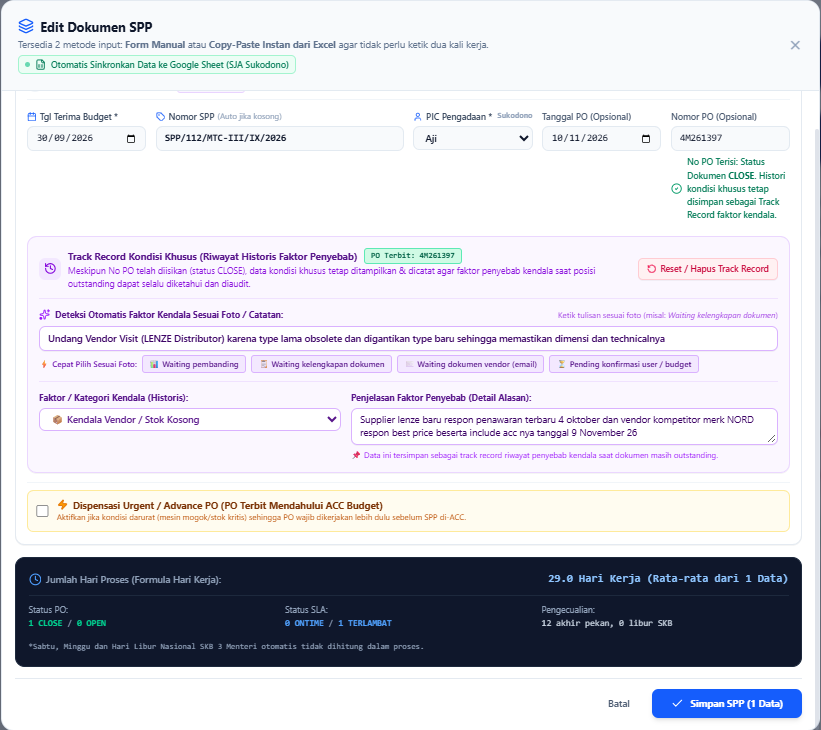 Edit Dokumen SPP
Tersedia 2 metode input: Form Manual atau Copy-Paste Instan dari Excel agar tidak perlu ketik dua kali kerja.
Otomatis Sinkronkan Data ke Google Sheet (SJA Sukodono)
Tgl Terima Budget *
30/09/2026
Nomor SPP (Auto jika kosong)
SPP/112/MTC-III/IX/2026
PIC Pengadaan * Sukodono
Aji
Tanggal PO (Opsional)
10/11/2026
Nomor PO (Opsional)
4M261397
No PO Terisi: Status
Dokumen CLOSE. Histori
kondisi khusus tetap
disimpan sebagai Track
Record faktor kendala.
Track Record Kondisi Khusus (Riwayat Historis Faktor Penyebab)
PO Terbit: 4M261397
Meskipun No PO telah diisikan (status CLOSE), data kondisi khusus tetap ditampilkan & dicatat agar faktor penyebab kendala saat posisi
outstanding dapat selalu diketahui dan diaudit.
Reset / Hapus Track Record
Deteksi Otomatis Faktor Kendala Sesuai Foto / Catatan:
Ketik tulisan sesuai foto (misal: Waiting kelengkapan dokumen)
Undang Vendor Visit (LENZE Distributor) karena type lama obsolete dan digantikan type baru sehingga memastikan dimensi dan technicalnya
Cepat Pilih Sesuai Foto:
Waiting pembanding
Waiting kelengkapan dokumen
Waiting dokumen vendor (email)
Pending konfirmasi user / budget
Faktor / Kategori Kendala (Historis):
Kendala Vendor / Stok Kosong
Penjelasan Faktor Penyebab (Detail Alasan):
Supplier lenze baru respon penawaran terbaru 4 oktober dan vendor kompetitor merk NORD
respon best price beserta include acc nya tanggal 9 November 26
Data ini tersimpan sebagai track record riwayat penyebab kendala saat dokumen masih outstanding.
Dispensasi Urgent / Advance PO (PO Terbit Mendahului ACC Budget)
Aktifkan jika kondisi darurat (mesin mogok/stok kritis) sehingga PO wajib dikerjakan lebih dulu sebelum SPP di-ACC.
Jumlah Hari Proses (Formula Hari Kerja):
29.0 Hari Kerja (Rata-rata dari 1 Data)
Status PO:
1 CLOSE / 0 OPEN
Status SLA:
0 ONTIME / 1 TERLAMBAT
Pengecualian:
12 akhir pekan, 0 libur SKB
*Sabtu, Minggu dan Hari Libur Nasional SKB 3 Menteri otomatis tidak dihitung dalam proses.
Batal
Simpan SPP (1 Data)